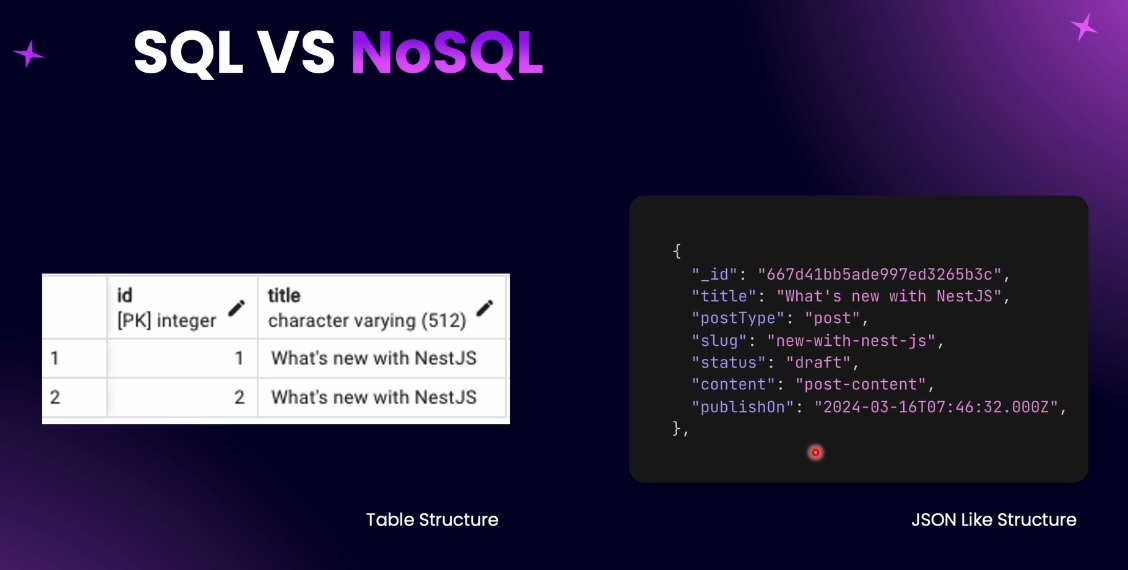 SQL VS NoSQL
id
[PK] integer
title
character varying (512)
1 1 What's new with NestJS
2 2 What's new with NestJS
Table Structure
{
"_id": "667d41bb5ade997ed3265b3c",
"title": "What's new with NestJS",
"postType": "post",
"slug": "new-with-nest-js",
"status": "draft",
"content": "post-content",
"publishOn": "2024-03-16T07:46:32.000Z",
},
JSON Like Structure